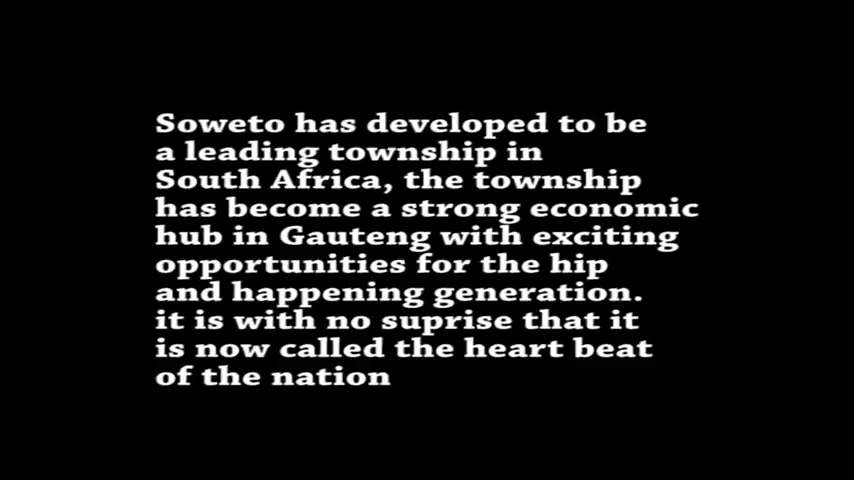 Soweto has developed to be
a leading township in
South Africa, the township
has become a strong economic
hub in Gauteng with exciting
opportunities for the hip
and happening generation.
it is with no suprise that it
is now called the heart beat
of the nation